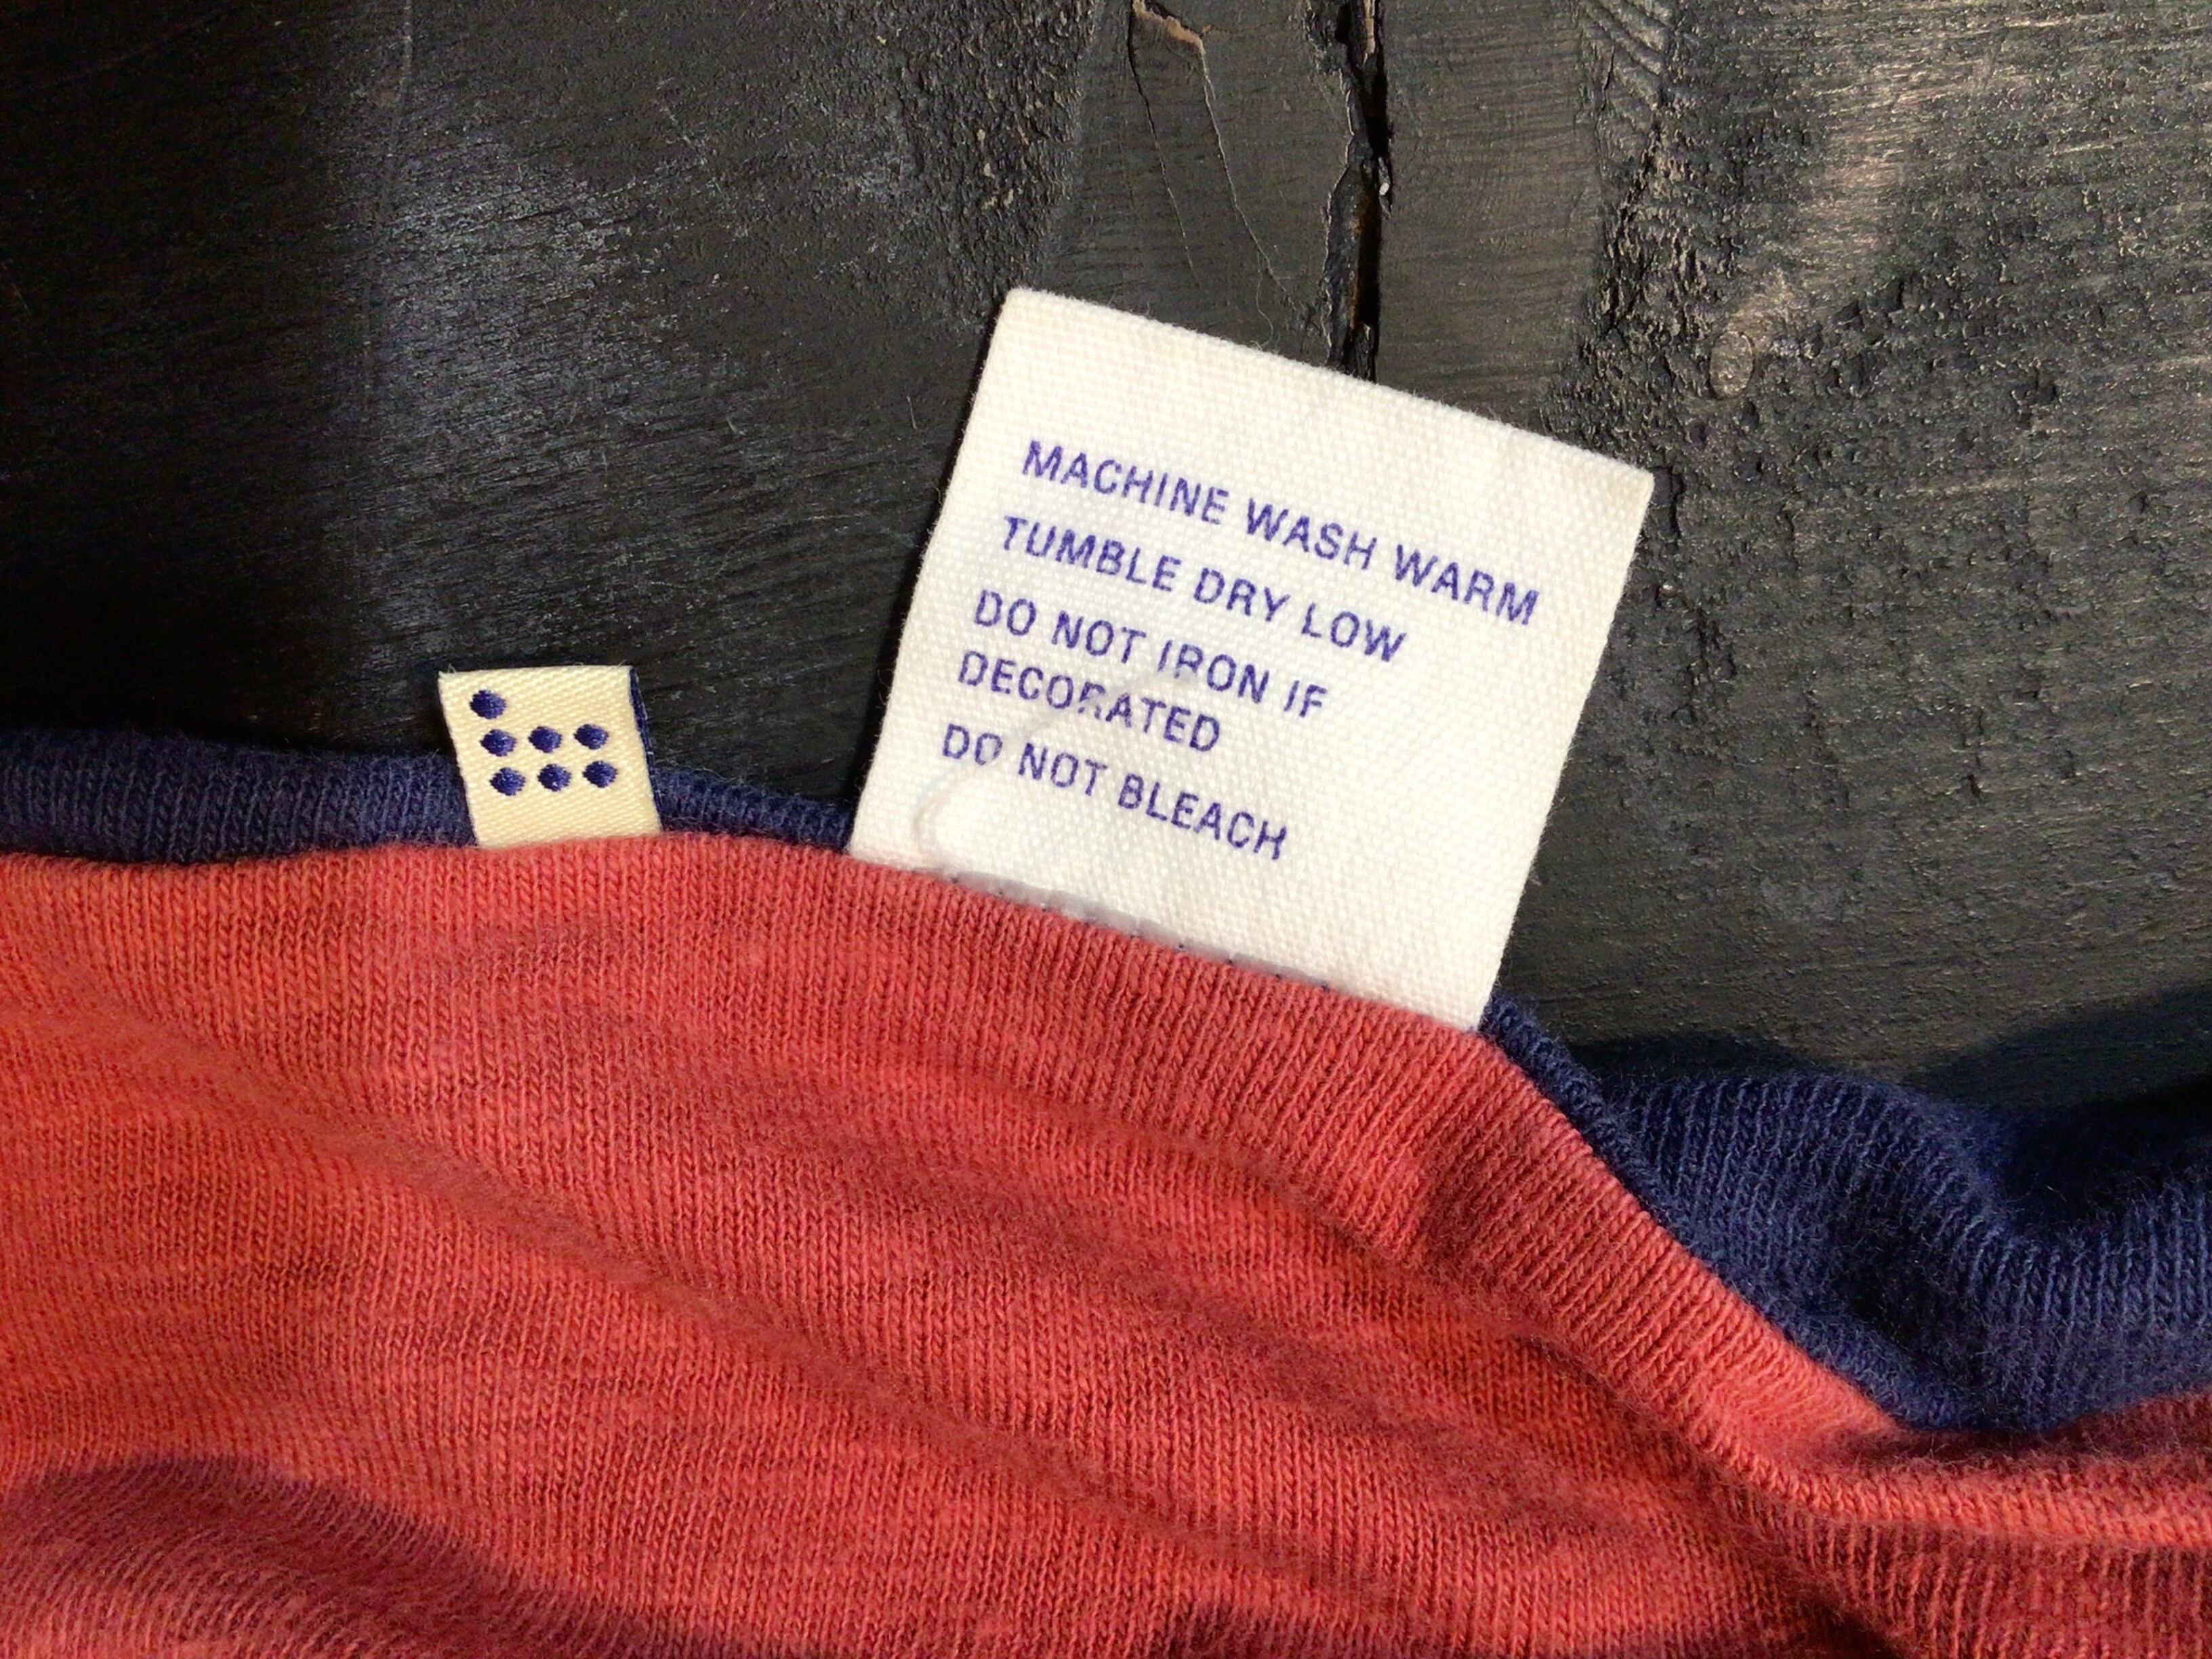 MACHINE WASH WARM
TUMBLE DRY LOW
DO NOT IRON IF
DECORATED
DO NOT BLEACH